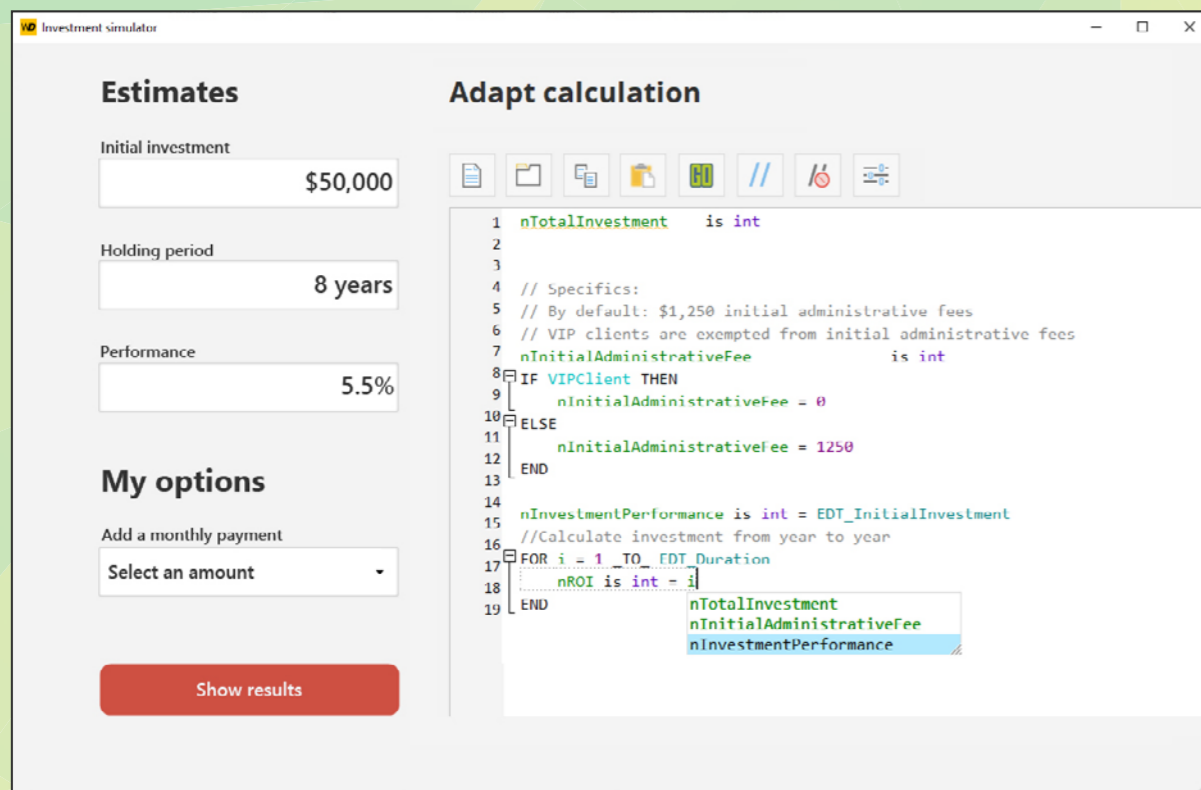 WD Investment simulator
Estimates
Initial investment
$50,000
Holding period
8 years
Performance
5.5%
My options
Add a monthly payment
Select an amount
Show results
Adapt calculation
GO // //
1 nTotalInvestment is int
2
3
4 // Specifics:
5 // By default: $1,250 initial administrative fees
6 // VIP clients are exempted from initial administrative fees
7 nInitialAdministrativeFee is int
8 IF VIPClient THEN
9 nInitialAdministrativeFee = 0
10 ELSE
11 nInitialAdministrativeFee = 1250
12 END
13
14
15 nInvestmentPerformance is int = EDT_InitialInvestment
16 //Calculate investment from year to year
17 FOR i = 1 _TO_ EDT_Duration
18 nROI is int = i
19 END
nTotalInvestment
nInitialAdministrativeFee
nInvestmentPerformance